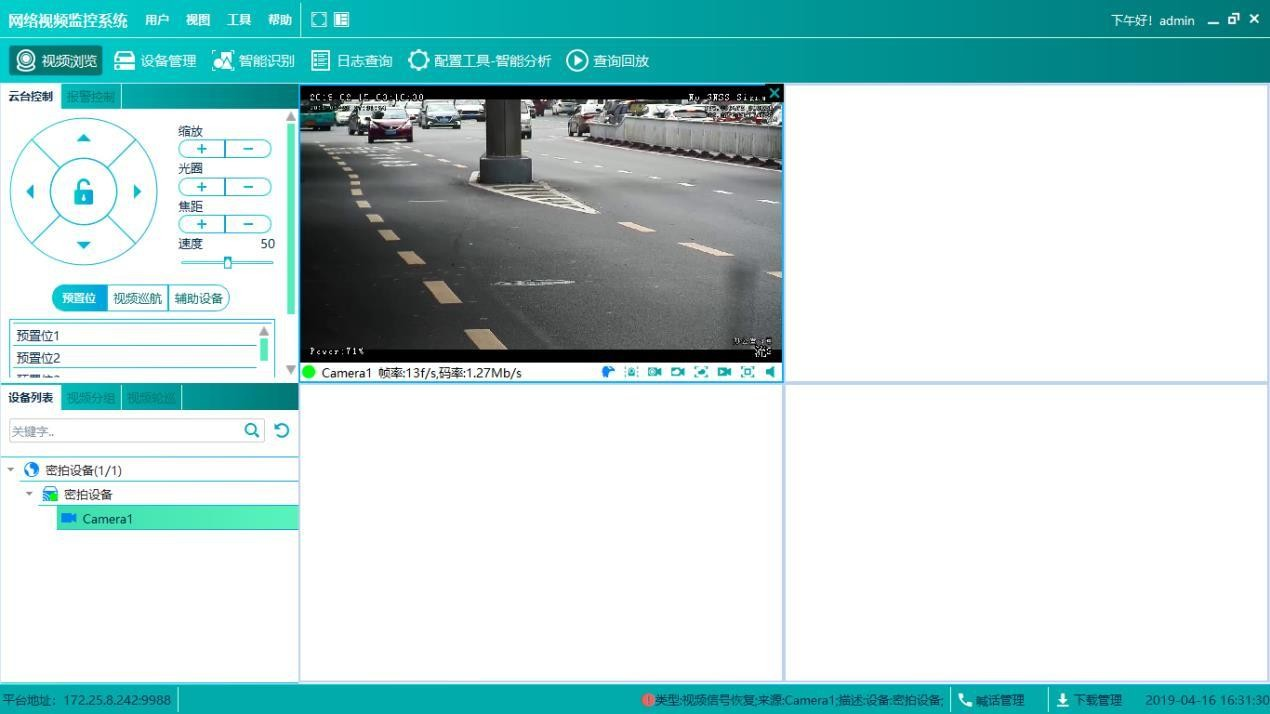 网络视频监控系统 用户 视图 工具 帮助 下午好！admin
视频浏览 设备管理 智能识别 日志查询 配置工具-智能分析 查询回放
云台控制 报警控制
缩放
光圈
焦距
速度 50
预置位 视频巡航 辅助设备
预置位1
预置位2
No GNSS Signal
Power:71%
Camera1 帧率:13f/s,码率:1.27Mb/s
设备列表 视频分组 视频轮巡
关键字..
密拍设备(1/1)
密拍设备
Camera1
平台地址: 172.25.8.242:9988 类型:视频信号恢复;来源:Camera1;描述:设备:密拍设备; 喊话管理 下载管理 2019-04-16 16:31:30